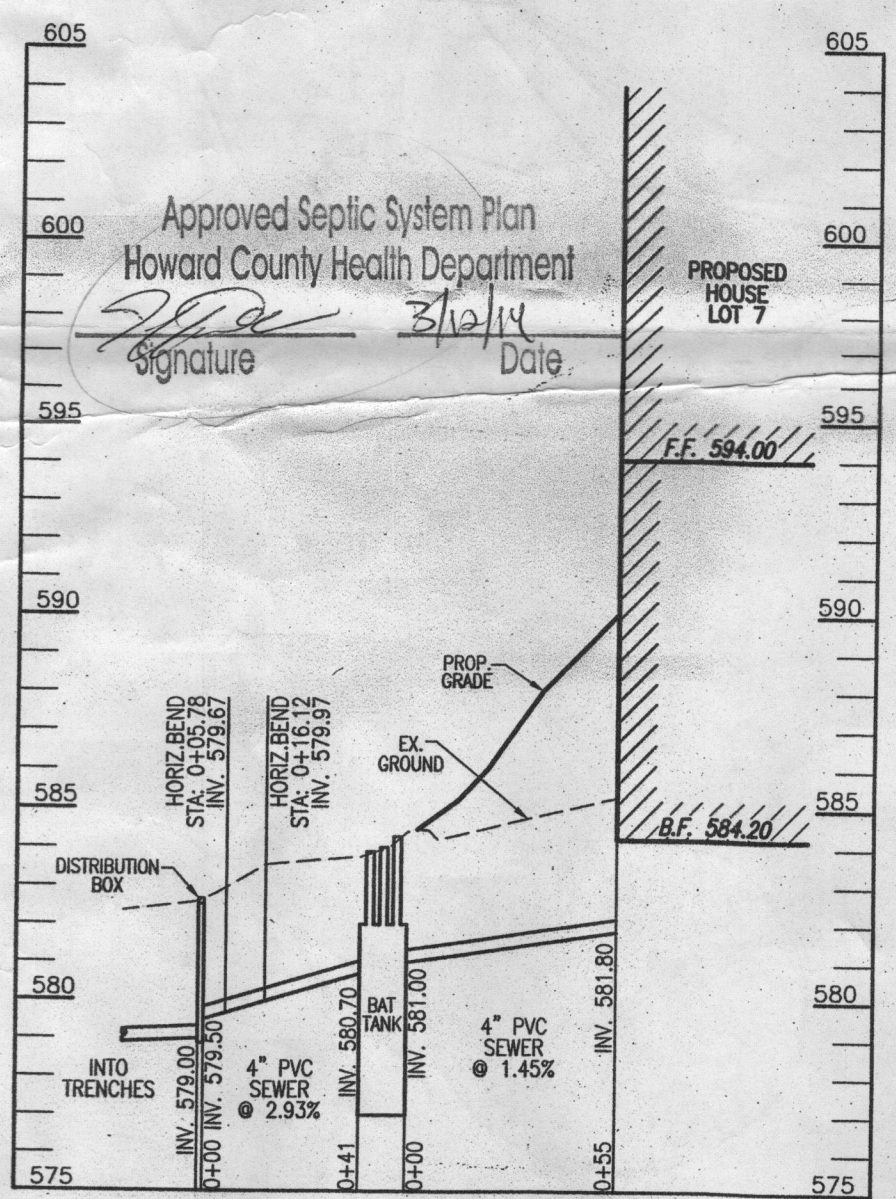 605
605
Approved Septic System Plan
Howard County Health Department
3/12/14
Signature
Date
600
600
PROPOSED
HOUSE
LOT 7
595
595
F.F. 594.00
590
590
PROP.
GRADE
HORIZ.BEND
STA: 0+05.78
INV. 579.67
HORIZ.BEND
STA: 0+16.12
INV. 579.97
EX.
GROUND
585
585
B.F. 584.20
DISTRIBUTION
BOX
580
580
INTO
TRENCHES
INV. 579.00
INV. 579.50
4" PVC
SEWER
@ 2.93%
INV. 580.70
BAT
TANK
INV. 581.00
4" PVC
SEWER
@ 1.45%
INV. 581.80
575
0+00
0+41
0+00
0+55
575